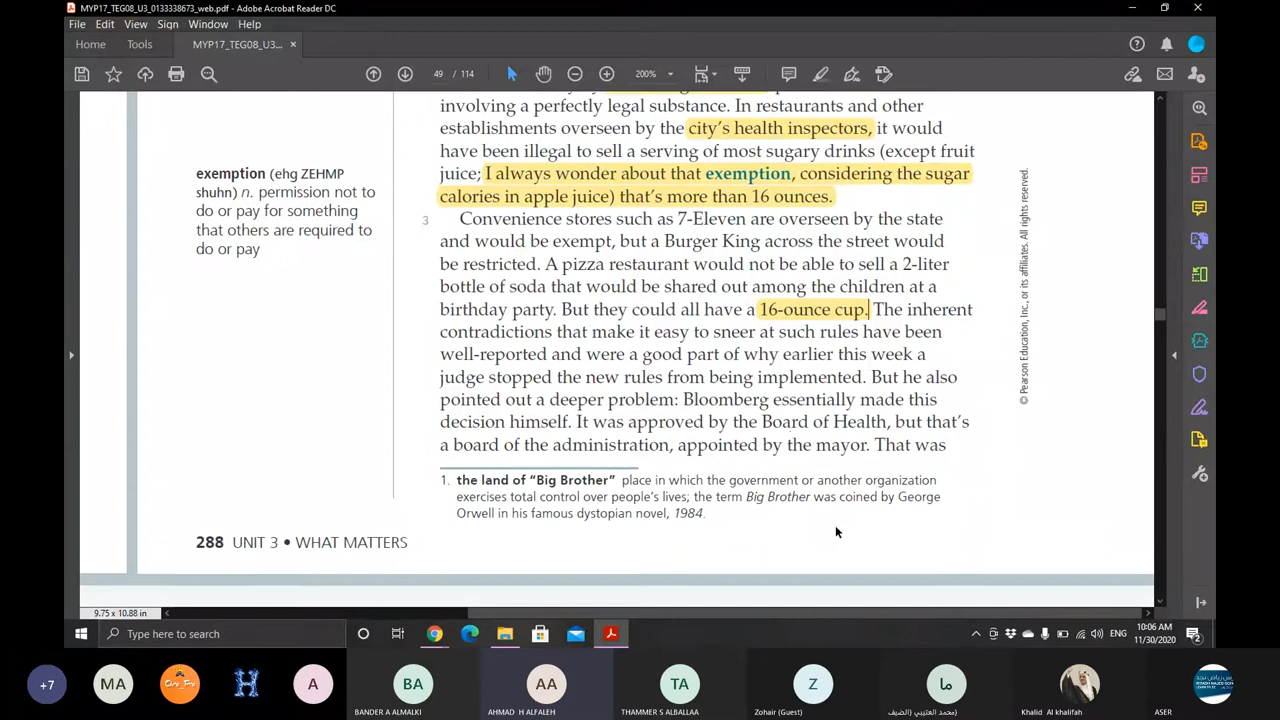 MYP17_TEG08_U3_0133338673_web.pdf - Adobe Acrobat Reader DC
File Edit View Sign Window Help
Home Tools MYP17_TEG08_U3... ×
49 / 114 200%
involving a perfectly legal substance. In restaurants and other
establishments overseen by the city's health inspectors, it would
have been illegal to sell a serving of most sugary drinks (except fruit
juice; I always wonder about that exemption, considering the sugar
calories in apple juice) that's more than 16 ounces.
exemption (ehg ZEHMP
shuhn) n. permission not to
do or pay for something
that others are required to
do or pay
3 Convenience stores such as 7-Eleven are overseen by the state
and would be exempt, but a Burger King across the street would
be restricted. A pizza restaurant would not be able to sell a 2-liter
bottle of soda that would be shared out among the children at a
birthday party. But they could all have a 16-ounce cup. The inherent
contradictions that make it easy to sneer at such rules have been
well-reported and were a good part of why earlier this week a
judge stopped the new rules from being implemented. But he also
pointed out a deeper problem: Bloomberg essentially made this
decision himself. It was approved by the Board of Health, but that's
a board of the administration, appointed by the mayor. That was
1. the land of "Big Brother" place in which the government or another organization
exercises total control over people's lives; the term Big Brother was coined by George
Orwell in his famous dystopian novel, 1984.
288 UNIT 3 • WHAT MATTERS
© Pearson Education, Inc., or its affiliates. All rights reserved.
9.75 x 10.88 in
Type here to search
ENG
10:06 AM
11/30/2020
2
+7 MA H A BA AA TA Z ما
BANDER A ALMALKI AHMAD H ALFALEH THAMMER S ALBALLAA Zohair (Guest) محمد العتيبي (الضيف) Khalid Al khalifah ASER